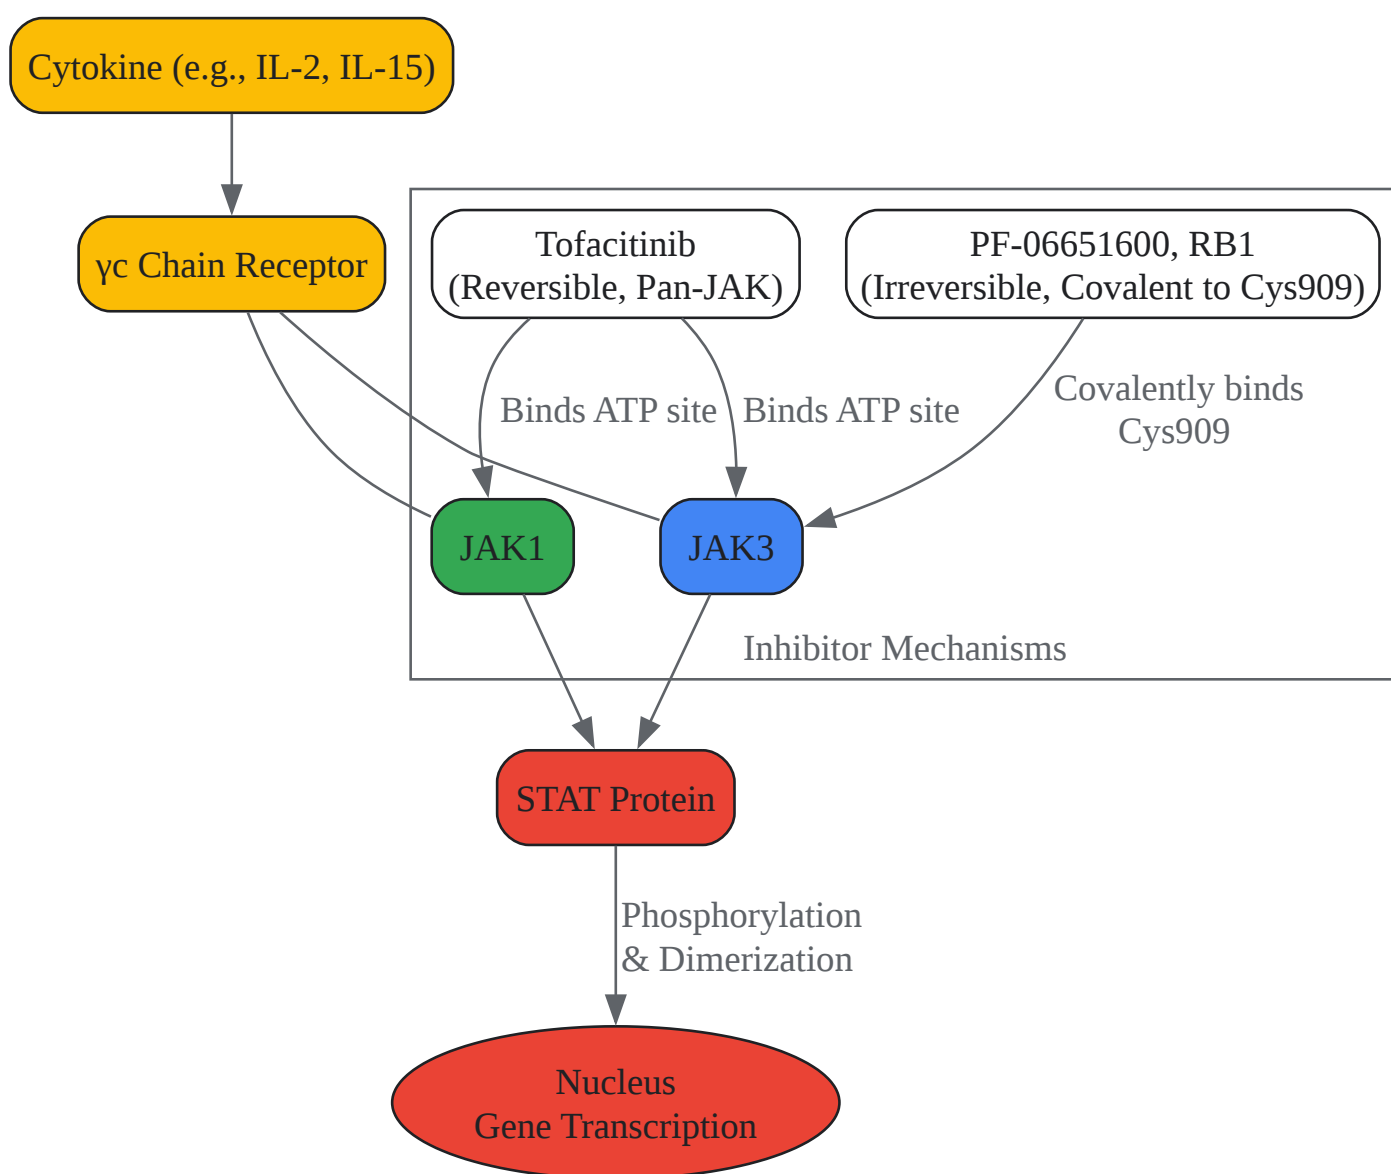 Cytokine (e.g., IL-2, IL-15)
γc Chain Receptor
Tofacitinib
(Reversible, Pan-JAK)
PF-06651600, RB1
(Irreversible, Covalent to Cys909)
Binds ATP site
Binds ATP site
Covalently binds
Cys909
JAK1
JAK3
Inhibitor Mechanisms
STAT Protein
Phosphorylation
& Dimerization
Nucleus
Gene Transcription